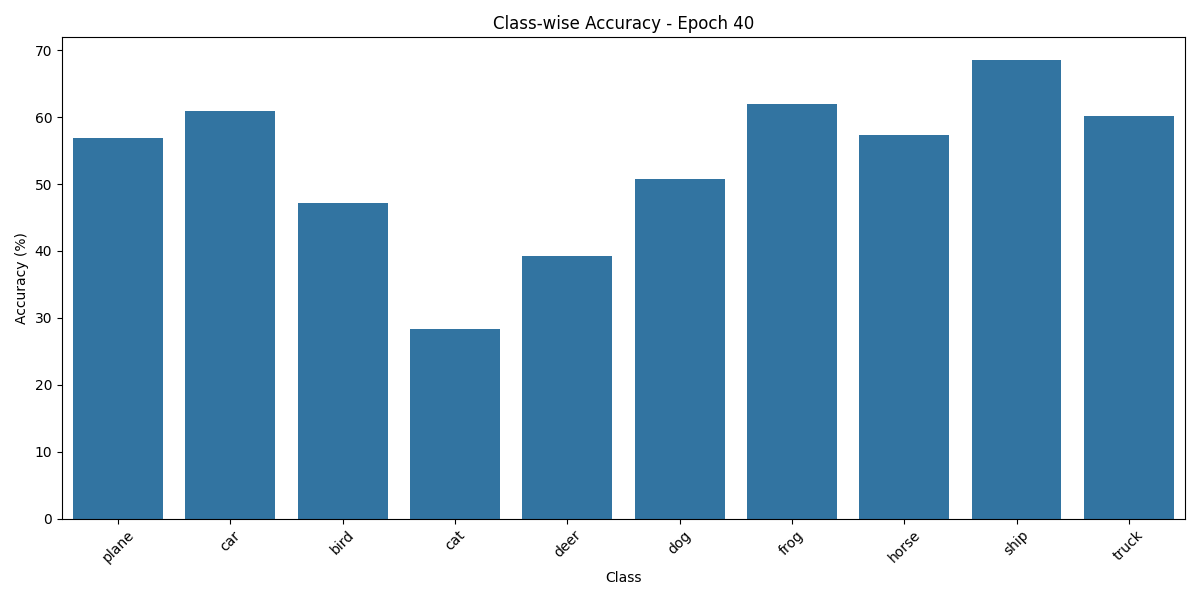 Class-wise Accuracy - Epoch 40
Accuracy (%)
70
60
50
40
30
20
10
0
plane
car
bird
cat
deer
dog
frog
horse
ship
truck
Class